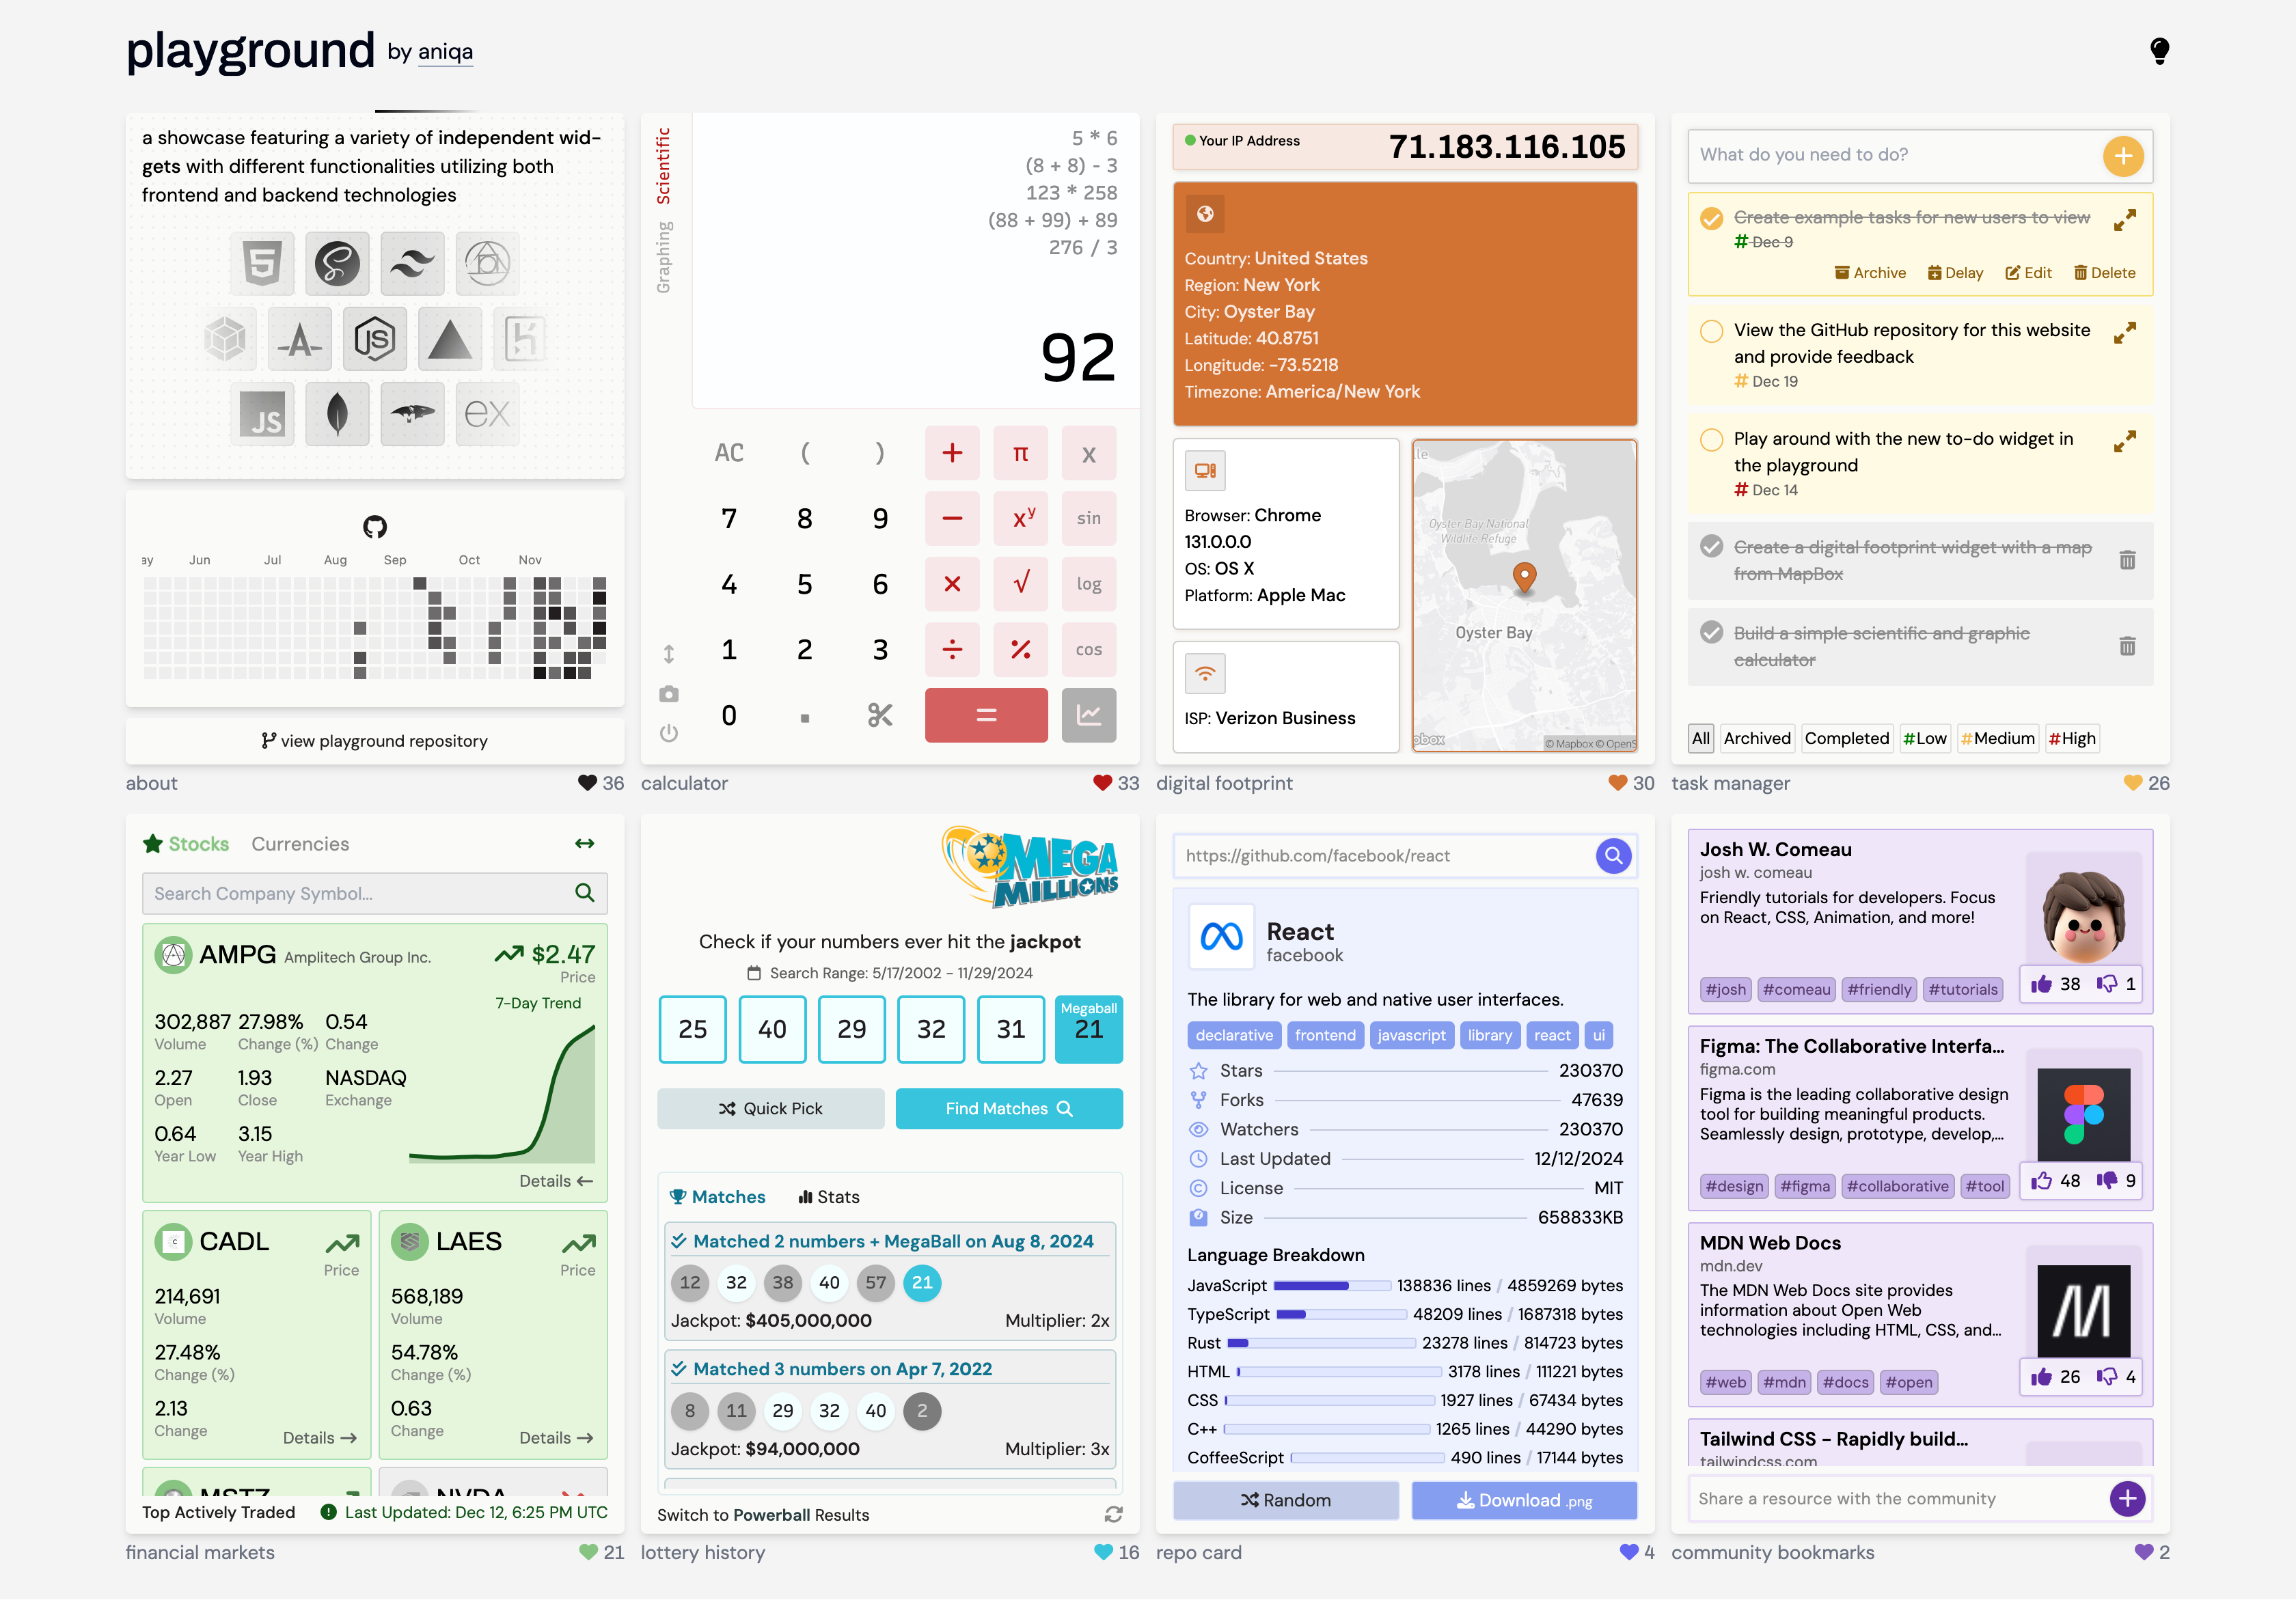 playground by aniqa
a showcase featuring a variety of independent wid-
gets with different functionalities utilizing both
frontend and backend technologies
5
JS
JS
ex
ay Jun Jul Aug Sep Oct Nov
view playground repository
about 36
Scientific
Graphing
5 * 6
(8 + 8) - 3
123 * 258
(88 + 99) + 89
276 / 3
92
AC ( ) + π x
7 8 9 − xʸ sin
4 5 6 × √ log
1 2 3 ÷ % cos
0 . =
calculator 33
Your IP Address 71.183.116.105
Country: United States
Region: New York
City: Oyster Bay
Latitude: 40.8751
Longitude: -73.5218
Timezone: America/New York
Browser: Chrome
131.0.0.0
OS: OS X
Platform: Apple Mac
ISP: Verizon Business
lle
Oyster Bay National
Wildlife Refuge
Oyster Bay
pbox © Mapbox © OpenS
digital footprint 30
What do you need to do?
Create example tasks for new users to view
# Dec 9
Archive Delay Edit Delete
View the GitHub repository for this website
and provide feedback
# Dec 19
Play around with the new to-do widget in
the playground
# Dec 14
Create a digital footprint widget with a map
from MapBox
Build a simple scientific and graphic
calculator
All Archived Completed #Low #Medium #High
task manager 26
Stocks Currencies
Search Company Symbol...
AMPG Amplitech Group Inc. $2.47
Price
7-Day Trend
302,887 27.98% 0.54
Volume Change (%) Change
2.27 1.93 NASDAQ
Open Close Exchange
0.64 3.15
Year Low Year High
Details ←
CADL
Price
214,691
Volume
27.48%
Change (%)
2.13
Change
Details →
LAES
Price
568,189
Volume
54.78%
Change (%)
0.63
Change
Details →
MSTZ NVDA
Top Actively Traded Last Updated: Dec 12, 6:25 PM UTC
financial markets 21
MEGA
MILLIONS
Check if your numbers ever hit the jackpot
Search Range: 5/17/2002 - 11/29/2024
Megaball
25 40 29 32 31 21
Quick Pick Find Matches
Matches Stats
Matched 2 numbers + MegaBall on Aug 8, 2024
12 32 38 40 57 21
Jackpot: $405,000,000 Multiplier: 2x
Matched 3 numbers on Apr 7, 2022
8 11 29 32 40 2
Jackpot: $94,000,000 Multiplier: 3x
Switch to Powerball Results
lottery history 16
https://github.com/facebook/react
React
facebook
The library for web and native user interfaces.
declarative frontend javascript library react ui
Stars 230370
Forks 47639
Watchers 230370
Last Updated 12/12/2024
License MIT
Size 658833KB
Language Breakdown
JavaScript 138836 lines / 4859269 bytes
TypeScript 48209 lines / 1687318 bytes
Rust 23278 lines / 814723 bytes
HTML 3178 lines / 111221 bytes
CSS 1927 lines / 67434 bytes
C++ 1265 lines / 44290 bytes
CoffeeScript 490 lines / 17144 bytes
Random Download .png
repo card 4
Josh W. Comeau
josh w. comeau
Friendly tutorials for developers. Focus
on React, CSS, Animation, and more!
#josh #comeau #friendly #tutorials 38 1
Figma: The Collaborative Interfa...
figma.com
Figma is the leading collaborative design
tool for building meaningful products.
Seamlessly design, prototype, develop,...
#design #figma #collaborative #tool 48 9
MDN Web Docs
mdn.dev
The MDN Web Docs site provides
information about Open Web
technologies including HTML, CSS, and...
#web #mdn #docs #open 26 4
Tailwind CSS - Rapidly build...
tailwindcss.com
Share a resource with the community
community bookmarks 2